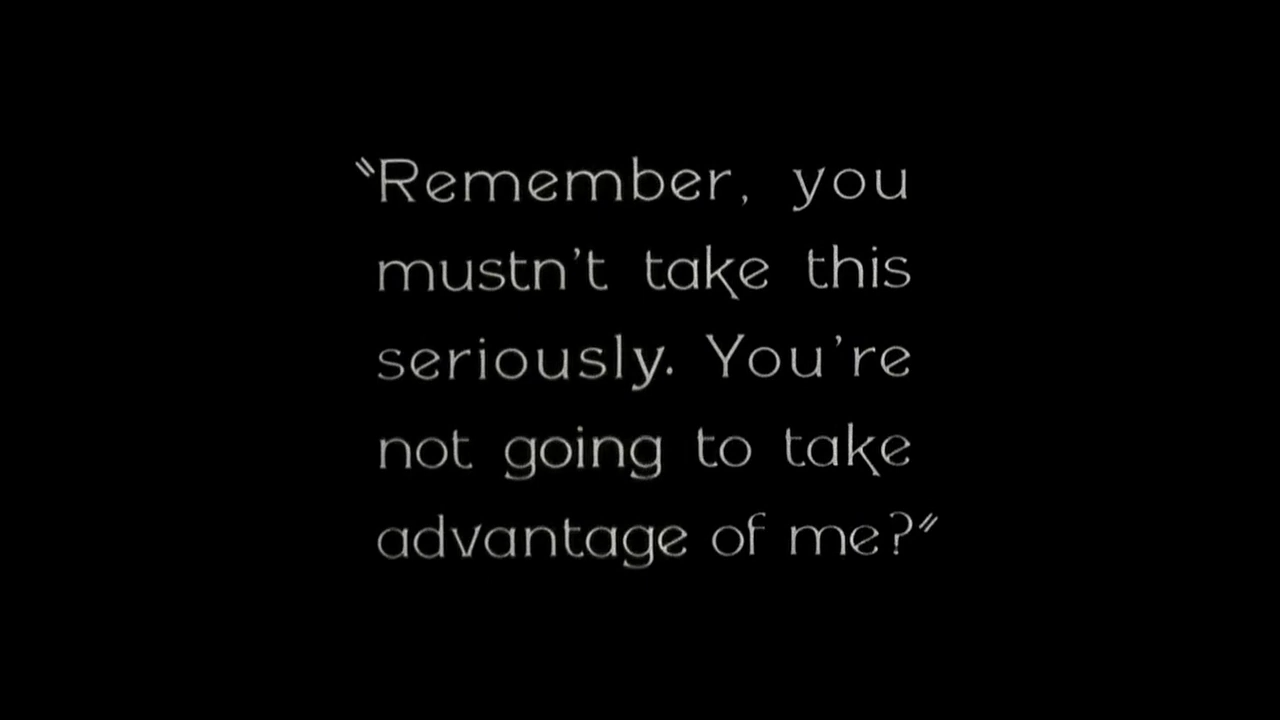 "Remember, you
mustn't take this
seriously. You're
not going to take
advantage of me?"